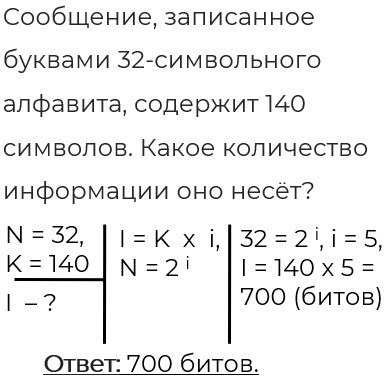 Сообщение, записанное
буквами 32-символьного
алфавита, содержит 140
символов. Какое количество
информации оно несёт?
N = 32,
K = 140
I – ?
I = K x i,
N = 2 i
32 = 2 i, i = 5,
I = 140 x 5 =
700 (битов)
Ответ: 700 битов.